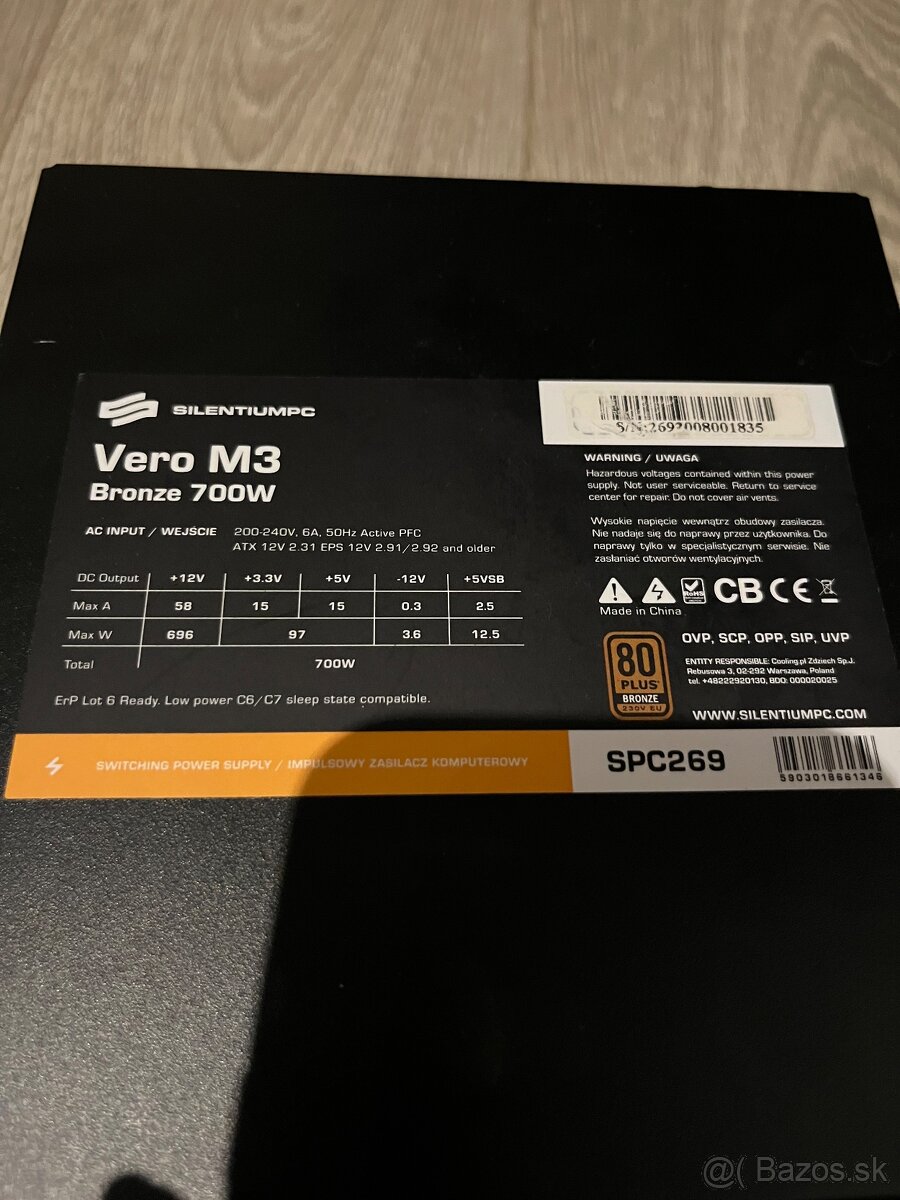 SILENTIUMPC
Vero M3
Bronze 700W
AC INPUT / WEJŚCIE 200-240V, 6A, 50Hz Active PFC
ATX 12V 2.31 EPS 12V 2.91/2.92 and older
DC Output +12V +3.3V +5V -12V +5VSB
Max A 58 15 15 0.3 2.5
Max W 696 97 3.6 12.5
Total 700W
ErP Lot 6 Ready. Low power C6/C7 sleep state compatible.
S/N:2692008001835
WARNING / UWAGA
Hazardous voltages contained within this power
supply. Not user serviceable. Return to service
center for repair. Do not cover air vents.
Wysokie napięcie wewnątrz obudowy zasilacza.
Nie nadaje się do naprawy przez użytkownika. Do
naprawy tylko w specjalistycznym serwisie. Nie
zasłaniać otworów wentylacyjnych.
RoHS
CB CE
Made in China
80
PLUS
BRONZE
230V EU
OVP, SCP, OPP, SIP, UVP
ENTITY RESPONSIBLE: Cooling.pl Zdziech Sp.J.
Rebusowa 3, 02-292 Warszawa, Poland
tel. +48222920130, BDO: 000020025
WWW.SILENTIUMPC.COM
SWITCHING POWER SUPPLY / IMPULSOWY ZASILACZ KOMPUTEROWY
SPC269
5903018661346
@( Bazos.sk